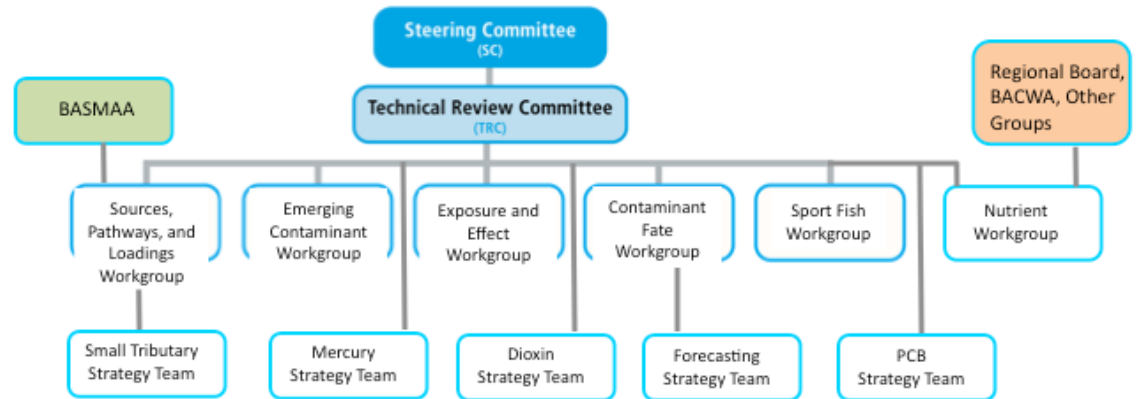 Steering Committee
(SC)
BASMAA
Technical Review Committee
(TRC)
Regional Board,
BACWA, Other
Groups
Sources,
Pathways, and
Loadings
Workgroup
Emerging
Contaminant
Workgroup
Exposure and
Effect
Workgroup
Contaminant
Fate
Workgroup
Sport Fish
Workgroup
Nutrient
Workgroup
Small Tributary
Strategy Team
Mercury
Strategy Team
Dioxin
Strategy Team
Forecasting
Strategy Team
PCB
Strategy Team